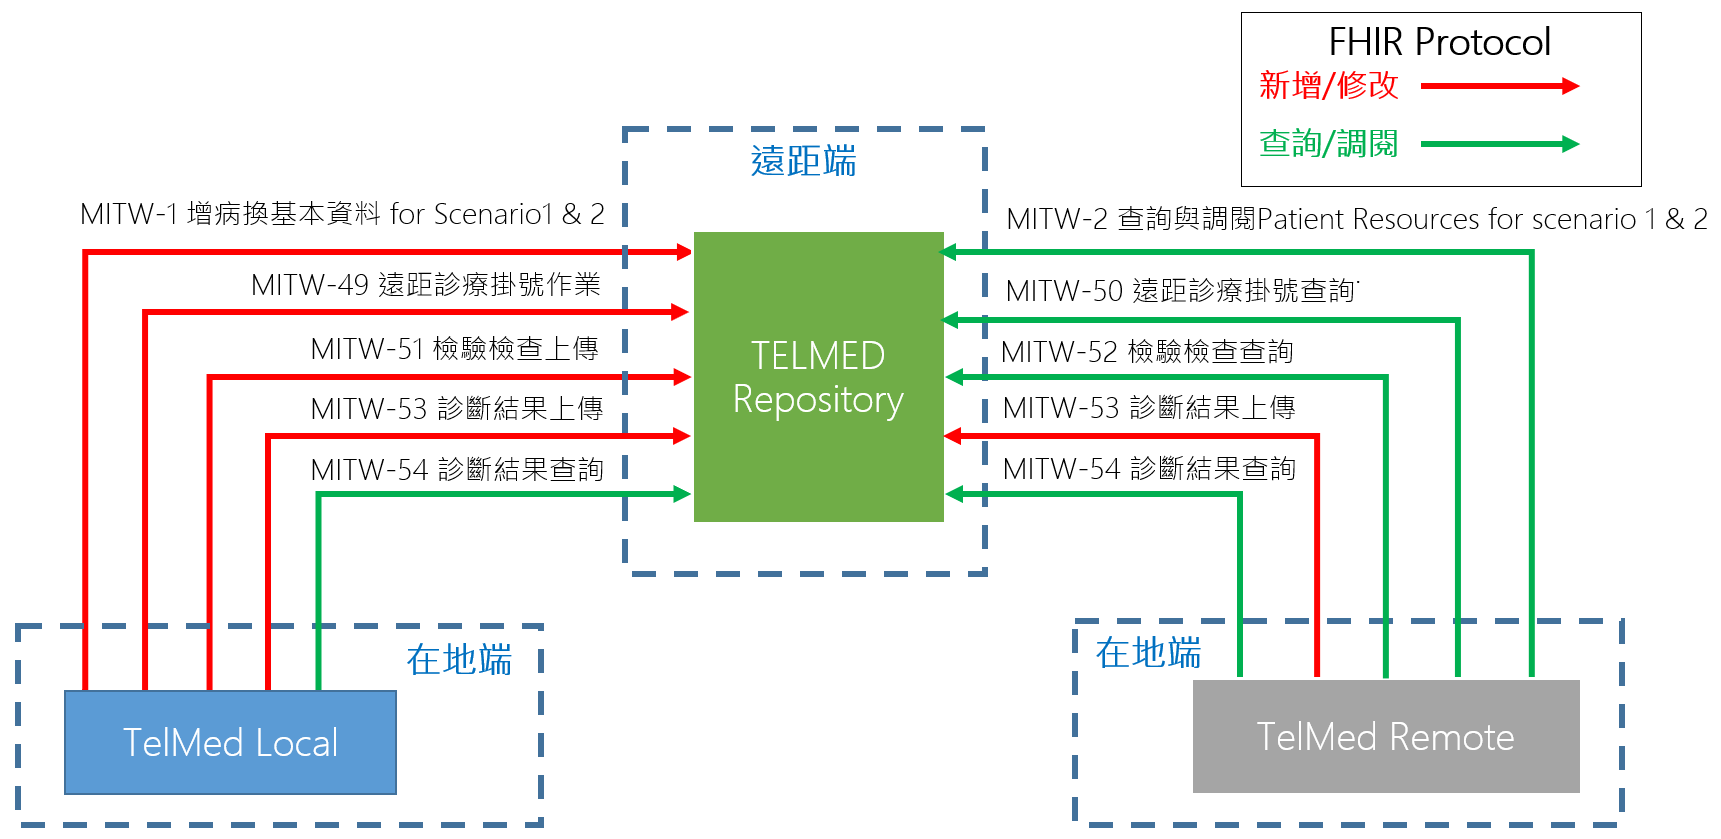 FHIR Protocol
新增/修改
查詢/調閱
遠距端
MITW-1 增病換基本資料 for Scenario1 & 2
MITW-49 遠距診療掛號作業
MITW-51 檢驗檢查上傳
MITW-53 診斷結果上傳
MITW-54 診斷結果查詢
TELMED
Repository
MITW-2 查詢與調閱Patient Resources for scenario 1 & 2
MITW-50 遠距診療掛號查詢
MITW-52 檢驗檢查查詢
MITW-53 診斷結果上傳
MITW-54 診斷結果查詢
在地端
TelMed Local
在地端
TelMed Remote